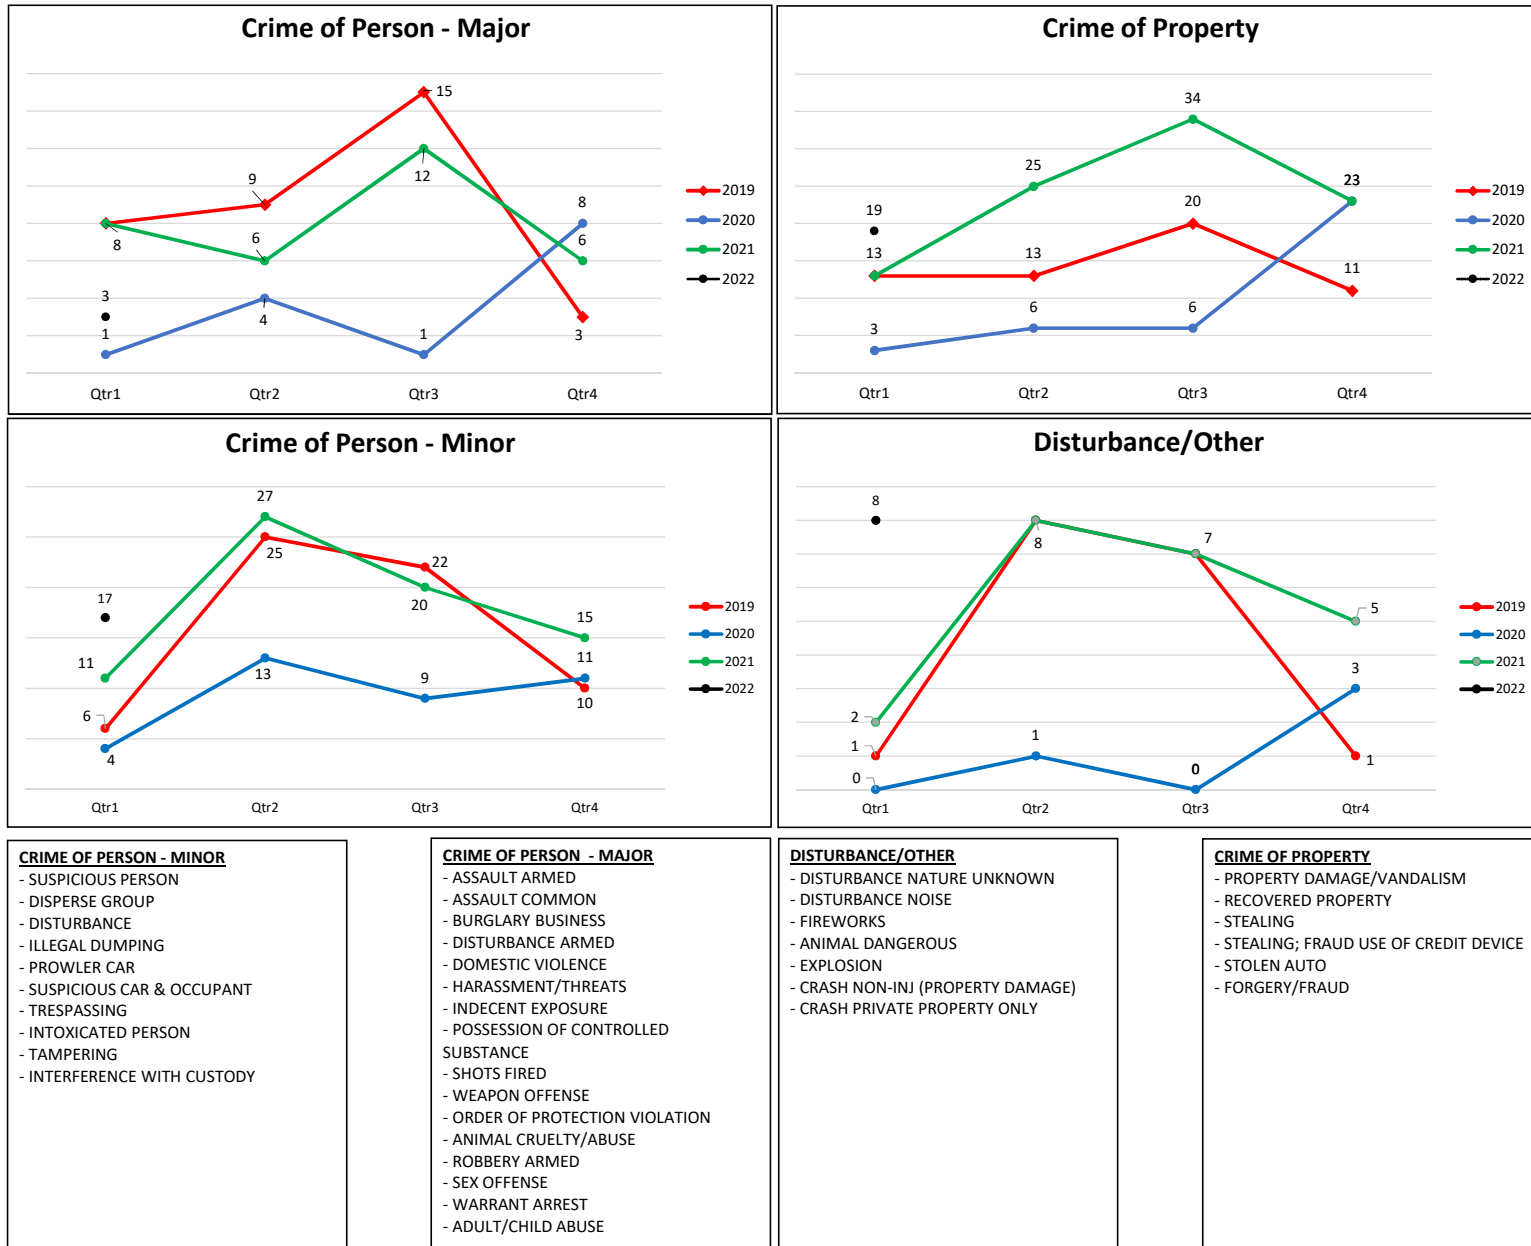 Crime of Person - Major
15
9
12
8
8
6
6
3
1
4
1
3
Qtr1 Qtr2 Qtr3 Qtr4
2019
2020
2021
2022
Crime of Property
34
25
23
19
20
13
13
11
3
6
6
Qtr1 Qtr2 Qtr3 Qtr4
2019
2020
2021
2022
Crime of Person - Minor
27
25
22
17
20
15
11
13
11
9
10
6
4
Qtr1 Qtr2 Qtr3 Qtr4
2019
2020
2021
2022
Disturbance/Other
8
8
7
5
2
3
1
1
1
0
0
Qtr1 Qtr2 Qtr3 Qtr4
2019
2020
2021
2022
CRIME OF PERSON - MINOR
- SUSPICIOUS PERSON
- DISPERSE GROUP
- DISTURBANCE
- ILLEGAL DUMPING
- PROWLER CAR
- SUSPICIOUS CAR & OCCUPANT
- TRESPASSING
- INTOXICATED PERSON
- TAMPERING
- INTERFERENCE WITH CUSTODY
CRIME OF PERSON - MAJOR
- ASSAULT ARMED
- ASSAULT COMMON
- BURGLARY BUSINESS
- DISTURBANCE ARMED
- DOMESTIC VIOLENCE
- HARASSMENT/THREATS
- INDECENT EXPOSURE
- POSSESSION OF CONTROLLED
SUBSTANCE
- SHOTS FIRED
- WEAPON OFFENSE
- ORDER OF PROTECTION VIOLATION
- ANIMAL CRUELTY/ABUSE
- ROBBERY ARMED
- SEX OFFENSE
- WARRANT ARREST
- ADULT/CHILD ABUSE
DISTURBANCE/OTHER
- DISTURBANCE NATURE UNKNOWN
- DISTURBANCE NOISE
- FIREWORKS
- ANIMAL DANGEROUS
- EXPLOSION
- CRASH NON-INJ (PROPERTY DAMAGE)
- CRASH PRIVATE PROPERTY ONLY
CRIME OF PROPERTY
- PROPERTY DAMAGE/VANDALISM
- RECOVERED PROPERTY
- STEALING
- STEALING; FRAUD USE OF CREDIT DEVICE
- STOLEN AUTO
- FORGERY/FRAUD